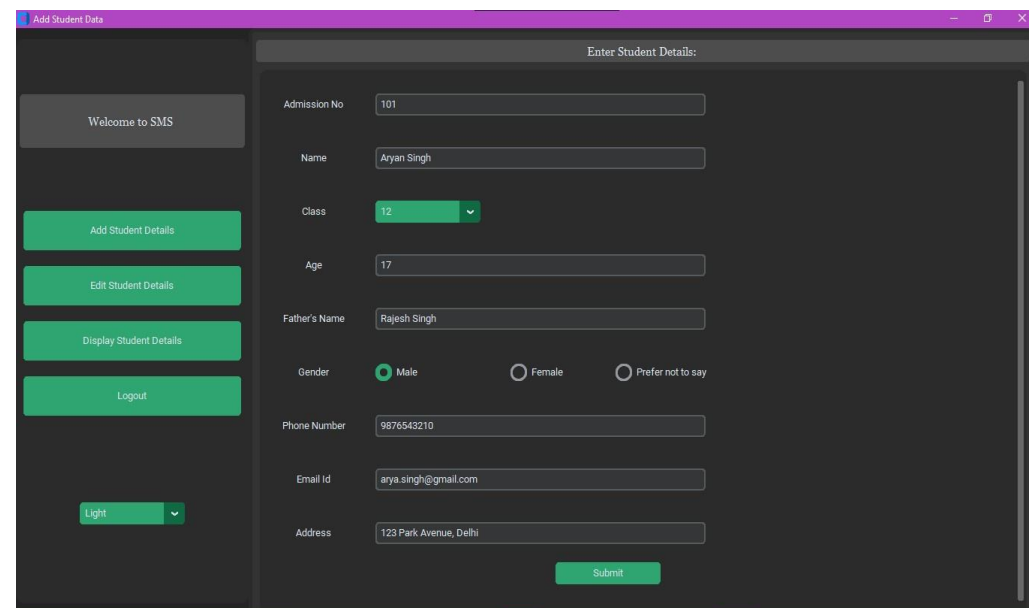 Add Student Data
Welcome to SMS
Add Student Details
Edit Student Details
Display Student Details
Logout
Light
Enter Student Details:
Admission No 101
Name Aryan Singh
Class 12
Age 17
Father's Name Rajesh Singh
Gender Male Female Prefer not to say
Phone Number 9876543210
Email Id arya.singh@gmail.com
Address 123 Park Avenue, Delhi
Submit